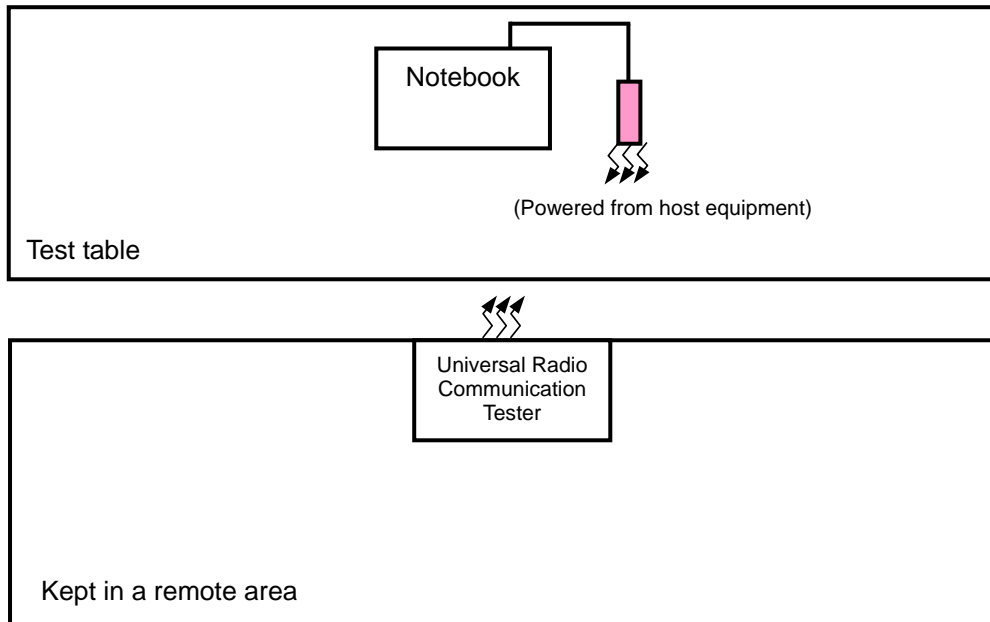 Notebook
(Powered from host equipment)
Test table
Universal Radio
Communication
Tester
Kept in a remote area